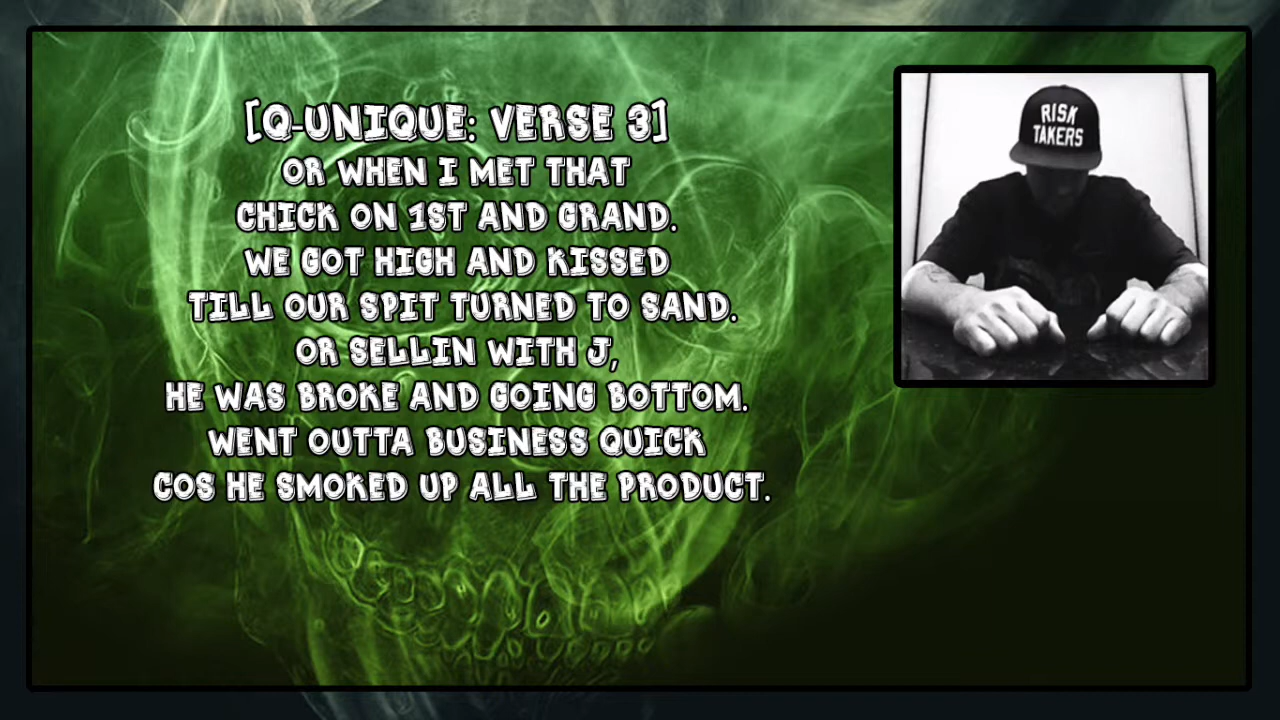 [Q-UNIQUE: VERSE 3]
OR WHEN I MET THAT
CHICK ON 1ST AND GRAND.
WE GOT HIGH AND KISSED
TILL OUR SPIT TURNED TO SAND.
OR SELLIN WITH J,
HE WAS BROKE AND GOING BOTTOM.
WENT OUTTA BUSINESS QUICK
COS HE SMOKED UP ALL THE PRODUCT.
RISK
TAKERS